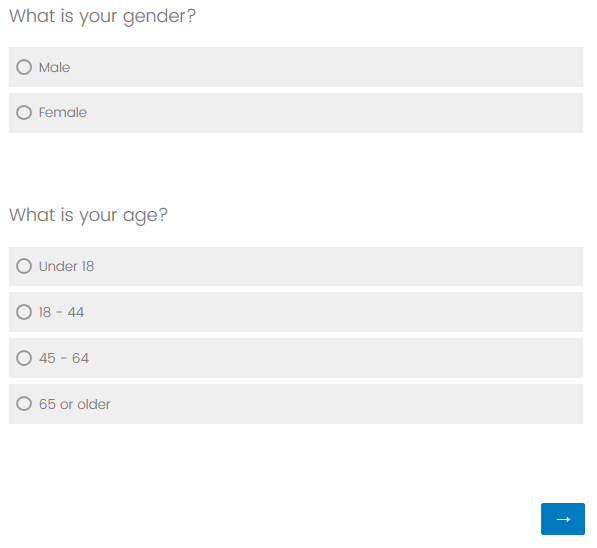 What is your gender?
Male
Female
What is your age?
Under 18
18 - 44
45 - 64
65 or older
→